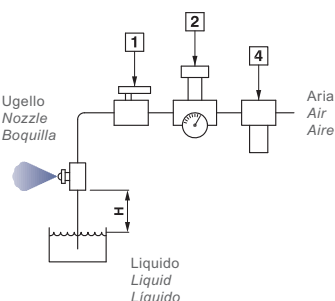 1
2
4
Ugello
Nozzle
Boquilla
Aria
Air
Aire
H
Liquido
Liquid
Líquido